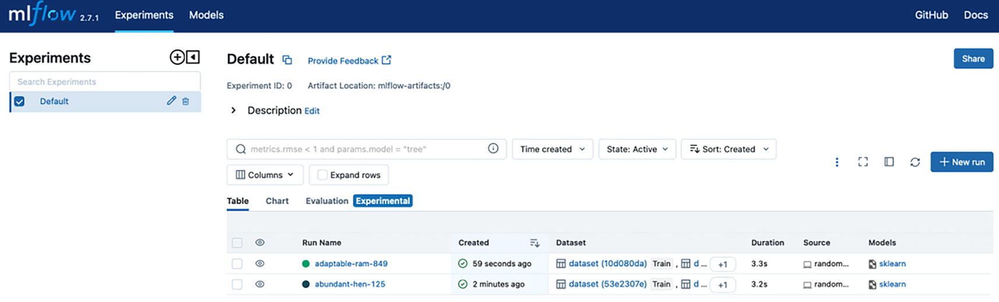 mlflow 2.7.1 Experiments Models GitHub Docs
Experiments
Search Experiments
Default
Default Provide Feedback Share
Experiment ID: 0 Artifact Location: mlflow-artifacts:/0
Description Edit
metrics.rmse < 1 and params.model = "tree" Time created State: Active Sort: Created
Columns Expand rows + New run
Table Chart Evaluation Experimental
Run Name Created Dataset Duration Source Models
adaptable-ram-849 59 seconds ago dataset (10d080da) Train , d ... +1 3.3s random... sklearn
abundant-hen-125 2 minutes ago dataset (53e2307e) Train , d ... +1 3.2s random... sklearn